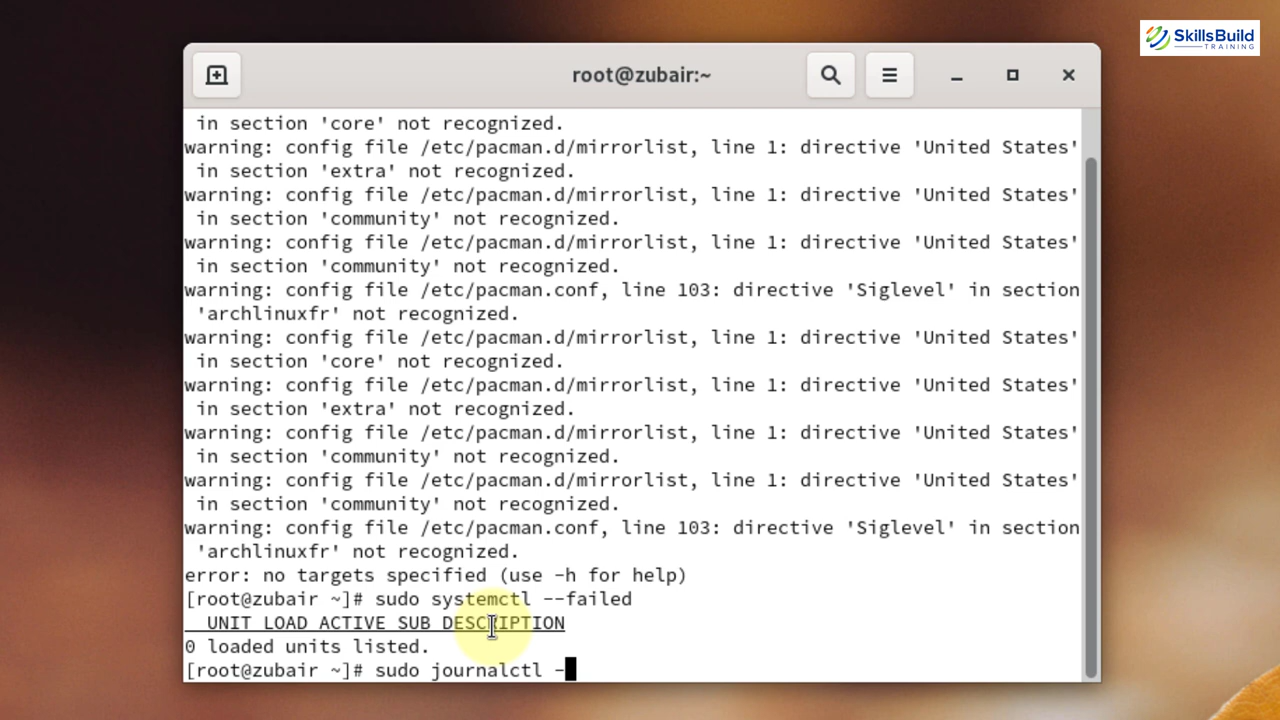 SkillsBuild
TRAINING
root@zubair:~
in section 'core' not recognized.
warning: config file /etc/pacman.d/mirrorlist, line 1: directive 'United States'
in section 'extra' not recognized.
warning: config file /etc/pacman.d/mirrorlist, line 1: directive 'United States'
in section 'community' not recognized.
warning: config file /etc/pacman.d/mirrorlist, line 1: directive 'United States'
in section 'community' not recognized.
warning: config file /etc/pacman.conf, line 103: directive 'Siglevel' in section
'archlinuxfr' not recognized.
warning: config file /etc/pacman.d/mirrorlist, line 1: directive 'United States'
in section 'core' not recognized.
warning: config file /etc/pacman.d/mirrorlist, line 1: directive 'United States'
in section 'extra' not recognized.
warning: config file /etc/pacman.d/mirrorlist, line 1: directive 'United States'
in section 'community' not recognized.
warning: config file /etc/pacman.d/mirrorlist, line 1: directive 'United States'
in section 'community' not recognized.
warning: config file /etc/pacman.conf, line 103: directive 'Siglevel' in section
'archlinuxfr' not recognized.
error: no targets specified (use -h for help)
[root@zubair ~]# sudo systemctl --failed
UNIT LOAD ACTIVE SUB DESCRIPTION
0 loaded units listed.
[root@zubair ~]# sudo journalctl -